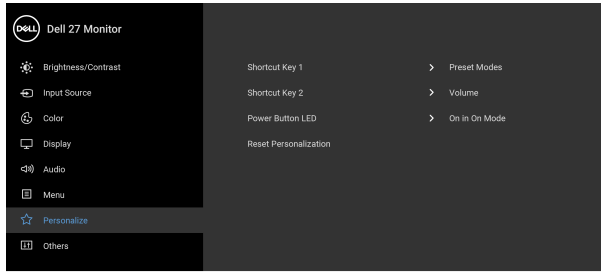 DELL Dell 27 Monitor
Brightness/Contrast
Input Source
Color
Display
Audio
Menu
Personalize
Others
Shortcut Key 1 > Preset Modes
Shortcut Key 2 > Volume
Power Button LED > On in On Mode
Reset Personalization